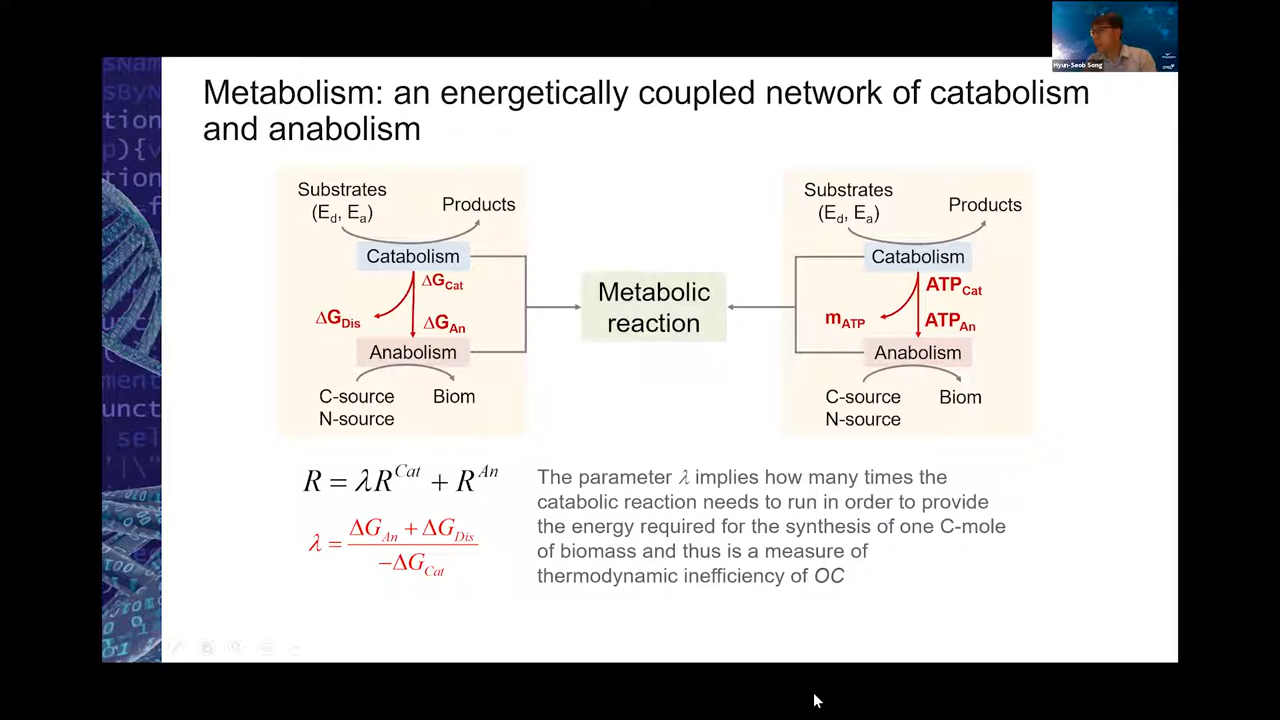 Hyun-Seob Song
Metabolism: an energetically coupled network of catabolism
and anabolism
Substrates
(Ed, Ea)
Products
Catabolism
ΔGCat
ΔGDis
ΔGAn
Anabolism
C-source
N-source
Biom
Metabolic
reaction
Substrates
(Ed, Ea)
Products
Catabolism
ATPCat
mATP
ATPAn
Anabolism
C-source
N-source
Biom
R = λR^Cat + R^An
λ = (ΔG_An + ΔG_Dis) / (−ΔG_Cat)
The parameter λ implies how many times the
catabolic reaction needs to run in order to provide
the energy required for the synthesis of one C-mole
of biomass and thus is a measure of
thermodynamic inefficiency of OC